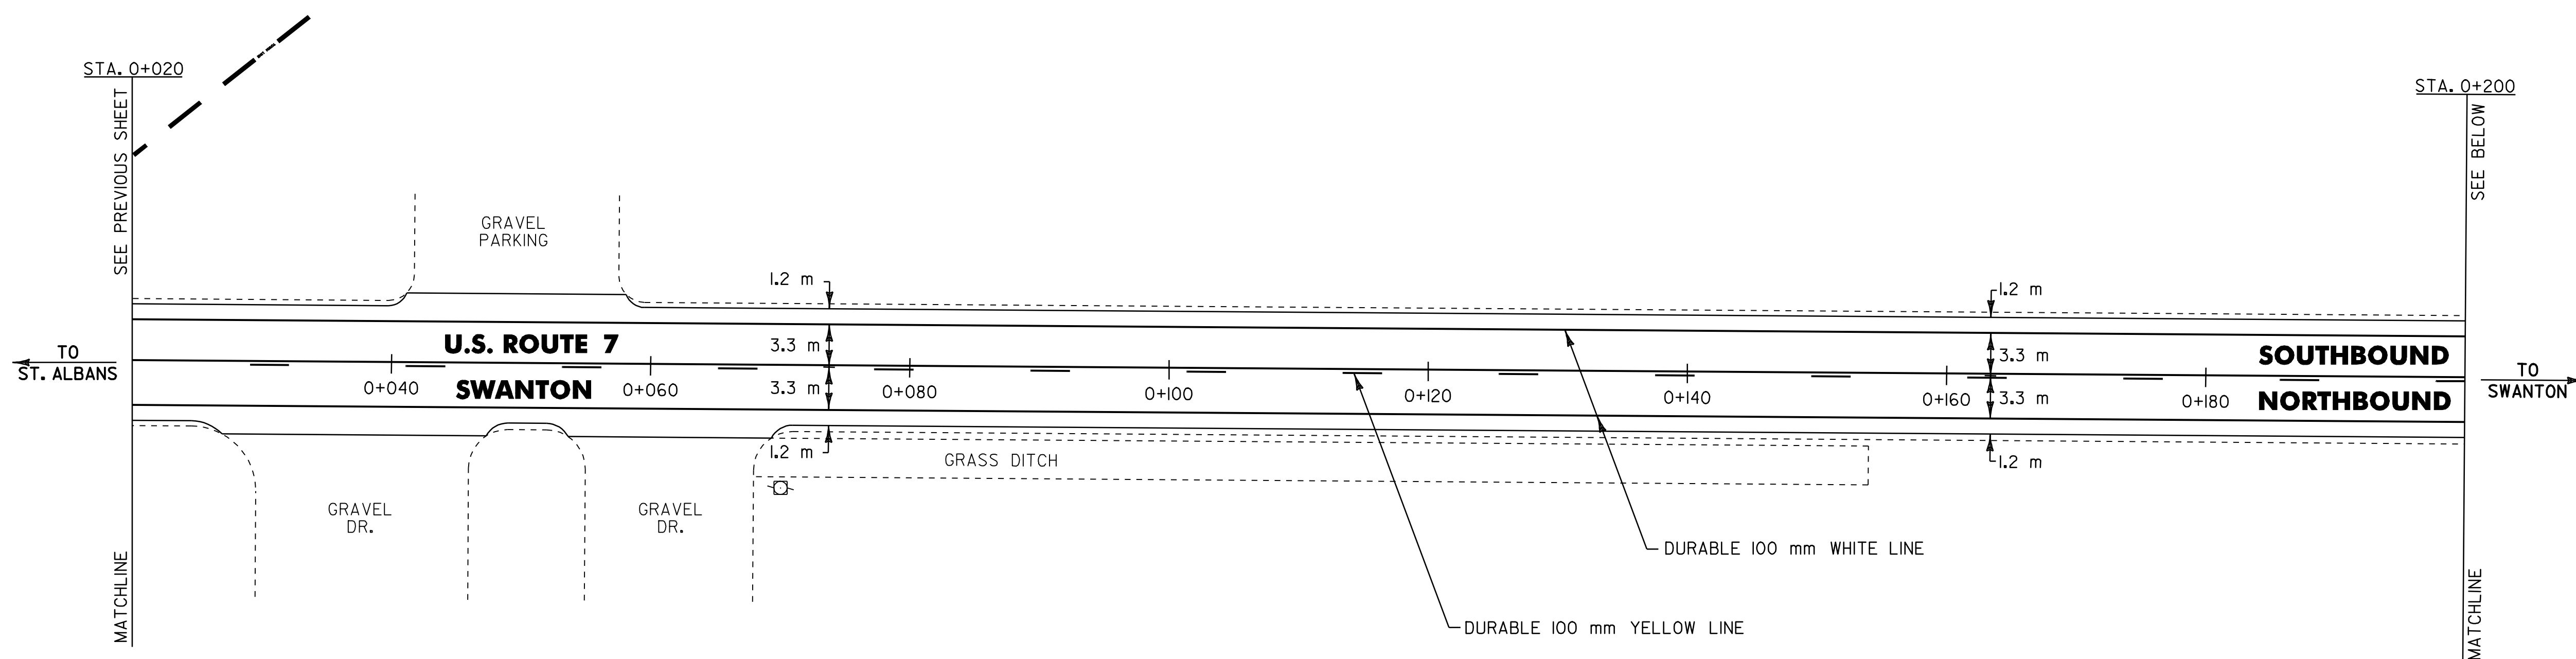 STA. 0+020
SEE PREVIOUS SHEET
MATCHLINE
TO
ST. ALBANS
GRAVEL
PARKING
1.2 m
U.S. ROUTE 7
3.3 m
SWANTON
3.3 m
0+040
0+060
0+080
0+100
0+120
0+140
0+160
0+180
1.2 m
GRASS DITCH
GRAVEL
DR.
GRAVEL
DR.
1.2 m
3.3 m
SOUTHBOUND
3.3 m
NORTHBOUND
1.2 m
DURABLE 100 mm WHITE LINE
DURABLE 100 mm YELLOW LINE
STA. 0+200
SEE BELOW
MATCHLINE
TO
SWANTON